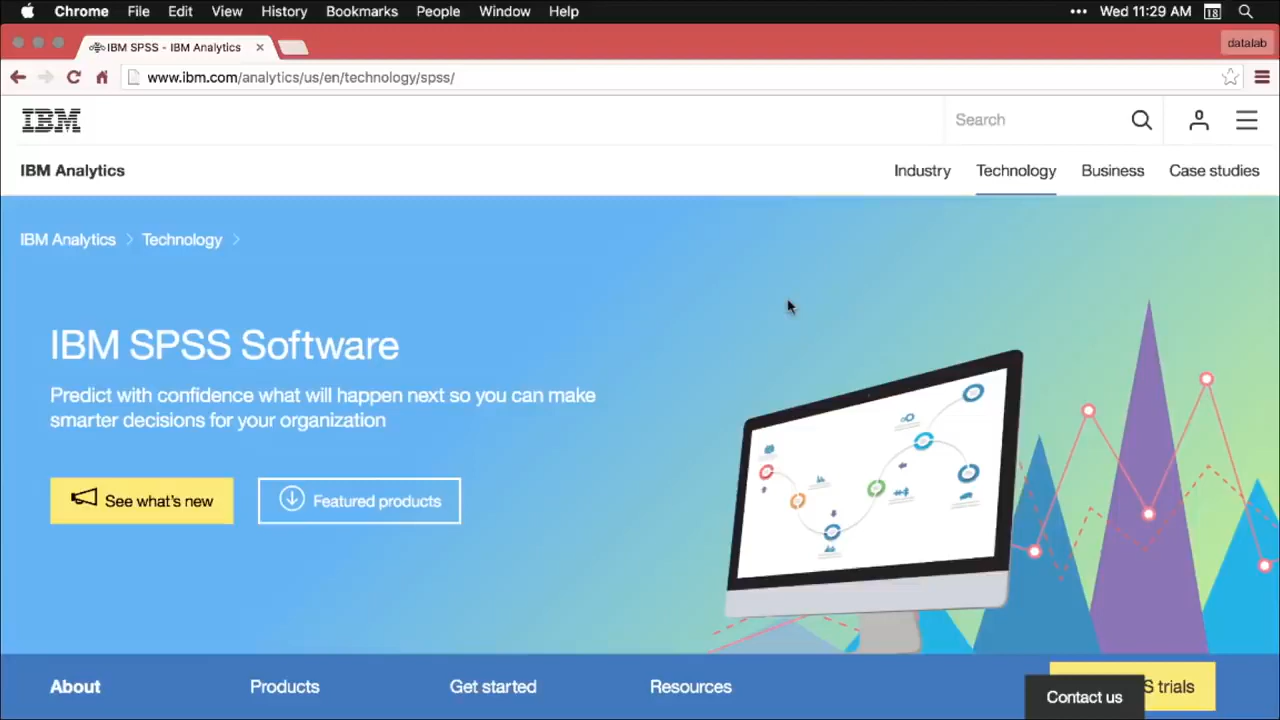 Chrome File Edit View History Bookmarks People Window Help ••• Wed 11:29 AM 18
IBM SPSS - IBM Analytics × datalab
www.ibm.com/analytics/us/en/technology/spss/
IBM Search
IBM Analytics Industry Technology Business Case studies
IBM Analytics > Technology >
IBM SPSS Software
Predict with confidence what will happen next so you can make
smarter decisions for your organization
See what's new Featured products
About Products Get started Resources S trials
Contact us